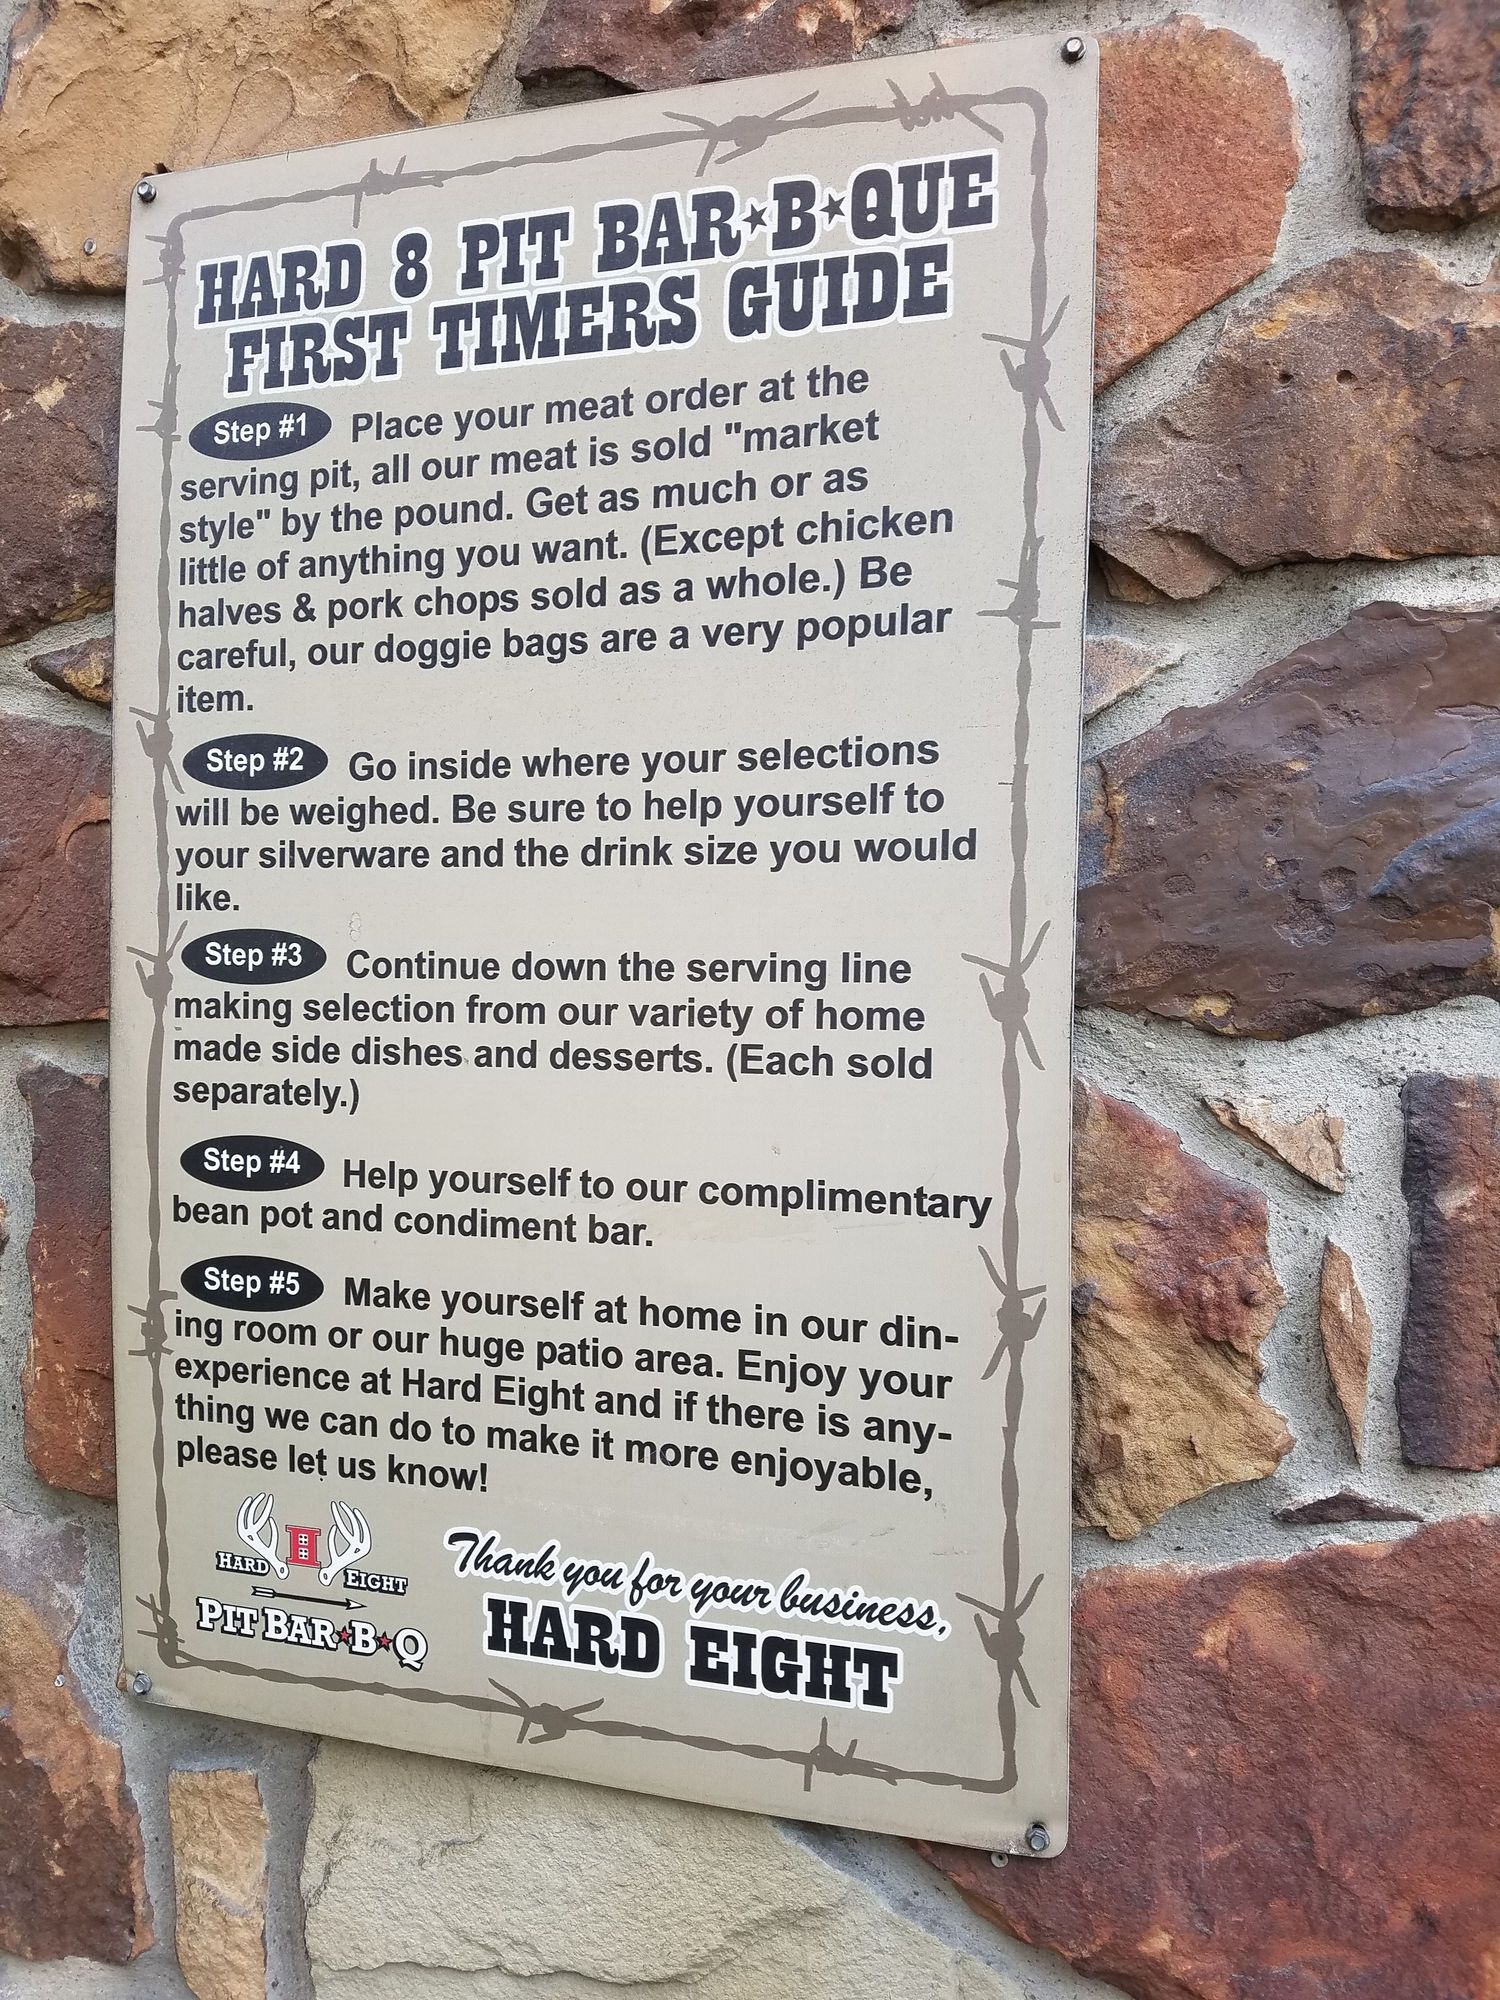 HARD 8 PIT BAR★B★QUE
FIRST TIMERS GUIDE
Step #1 Place your meat order at the
serving pit, all our meat is sold "market
style" by the pound. Get as much or as
little of anything you want. (Except chicken
halves & pork chops sold as a whole.) Be
careful, our doggie bags are a very popular
item.
Step #2 Go inside where your selections
will be weighed. Be sure to help yourself to
your silverware and the drink size you would
like.
Step #3 Continue down the serving line
making selection from our variety of home
made side dishes and desserts. (Each sold
separately.)
Step #4 Help yourself to our complimentary
bean pot and condiment bar.
Step #5 Make yourself at home in our din-
ing room or our huge patio area. Enjoy your
experience at Hard Eight and if there is any-
thing we can do to make it more enjoyable,
please let us know!
H
HARD EIGHT
PIT BAR★B★Q
Thank you for your business,
HARD EIGHT